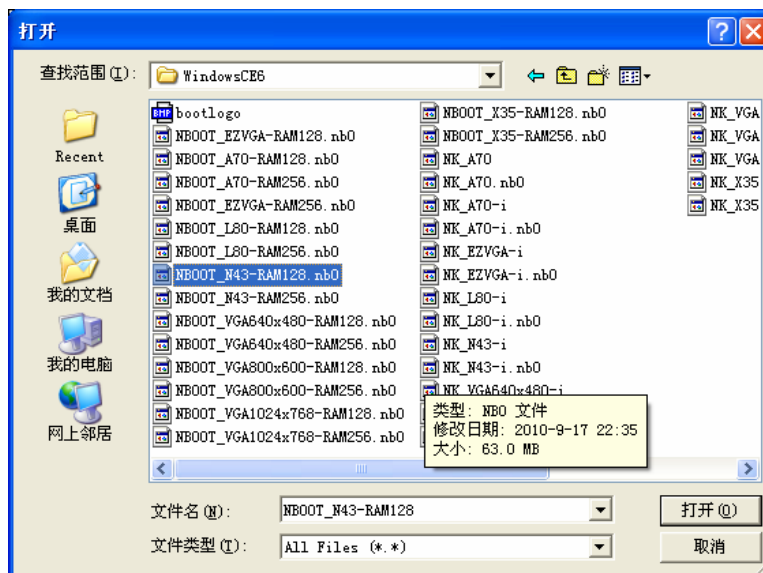 打开
查找范围(I):
WindowsCE6
Recent
桌面
我的文档
我的电脑
网上邻居
bootlogo
NBOOT_EZVGA-RAM128.nb0
NBOOT_A70-RAM128.nb0
NBOOT_A70-RAM256.nb0
NBOOT_EZVGA-RAM256.nb0
NBOOT_L80-RAM128.nb0
NBOOT_L80-RAM256.nb0
NBOOT_N43-RAM128.nb0
NBOOT_N43-RAM256.nb0
NBOOT_VGA640x480-RAM128.nb0
NBOOT_VGA640x480-RAM256.nb0
NBOOT_VGA800x600-RAM128.nb0
NBOOT_VGA800x600-RAM256.nb0
NBOOT_VGA1024x768-RAM128.nb0
NBOOT_VGA1024x768-RAM256.nb0
NBOOT_X35-RAM128.nb0
NBOOT_X35-RAM256.nb0
NK_A70
NK_A70.nb0
NK_A70-i
NK_A70-i.nb0
NK_EZVGA-i
NK_EZVGA-i.nb0
NK_L80-i
NK_L80-i.nb0
NK_N43-i
NK_N43-i.nb0
NK_VGA640x480-i
NK_VGA
NK_VGA
NK_VGA
NK_X35
NK_X35
类型: NB0 文件
修改日期: 2010-9-17 22:35
大小: 63.0 MB
文件名(N):
NBOOT_N43-RAM128
打开(O)
文件类型(T):
All Files (*.*)
取消